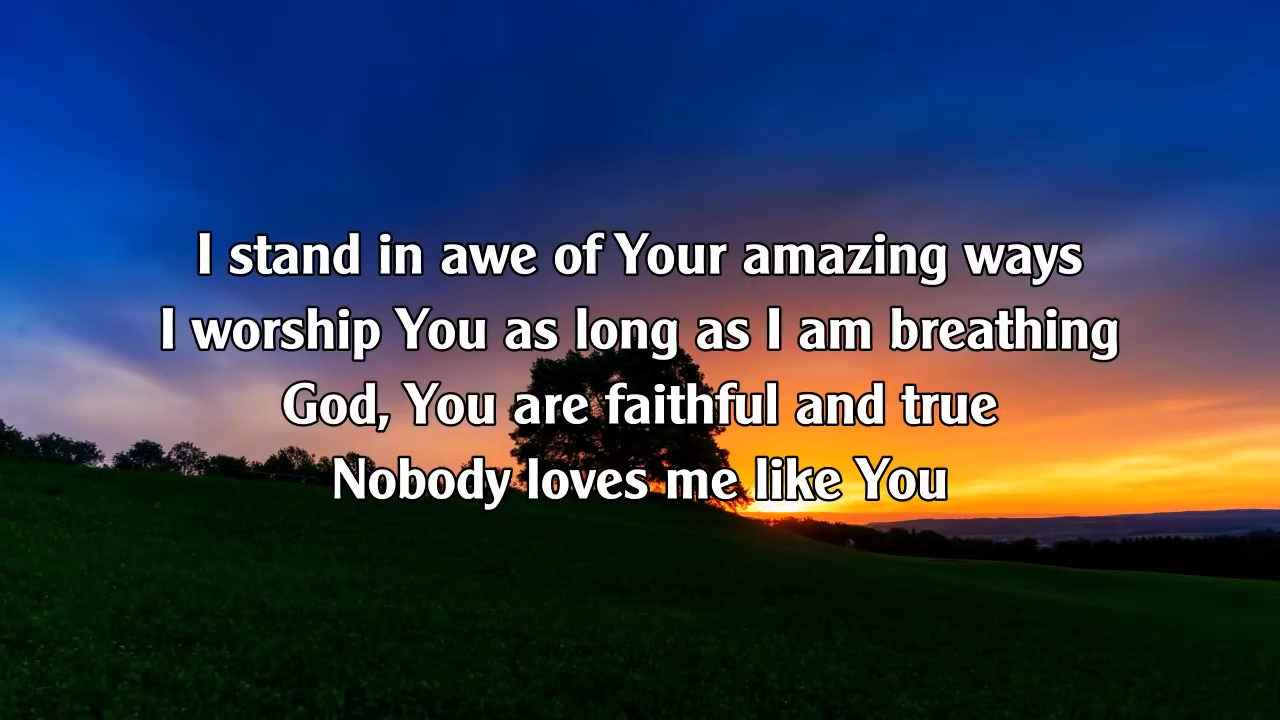 I stand in awe of Your amazing ways
I worship You as long as I am breathing
God, You are faithful and true
Nobody loves me like You